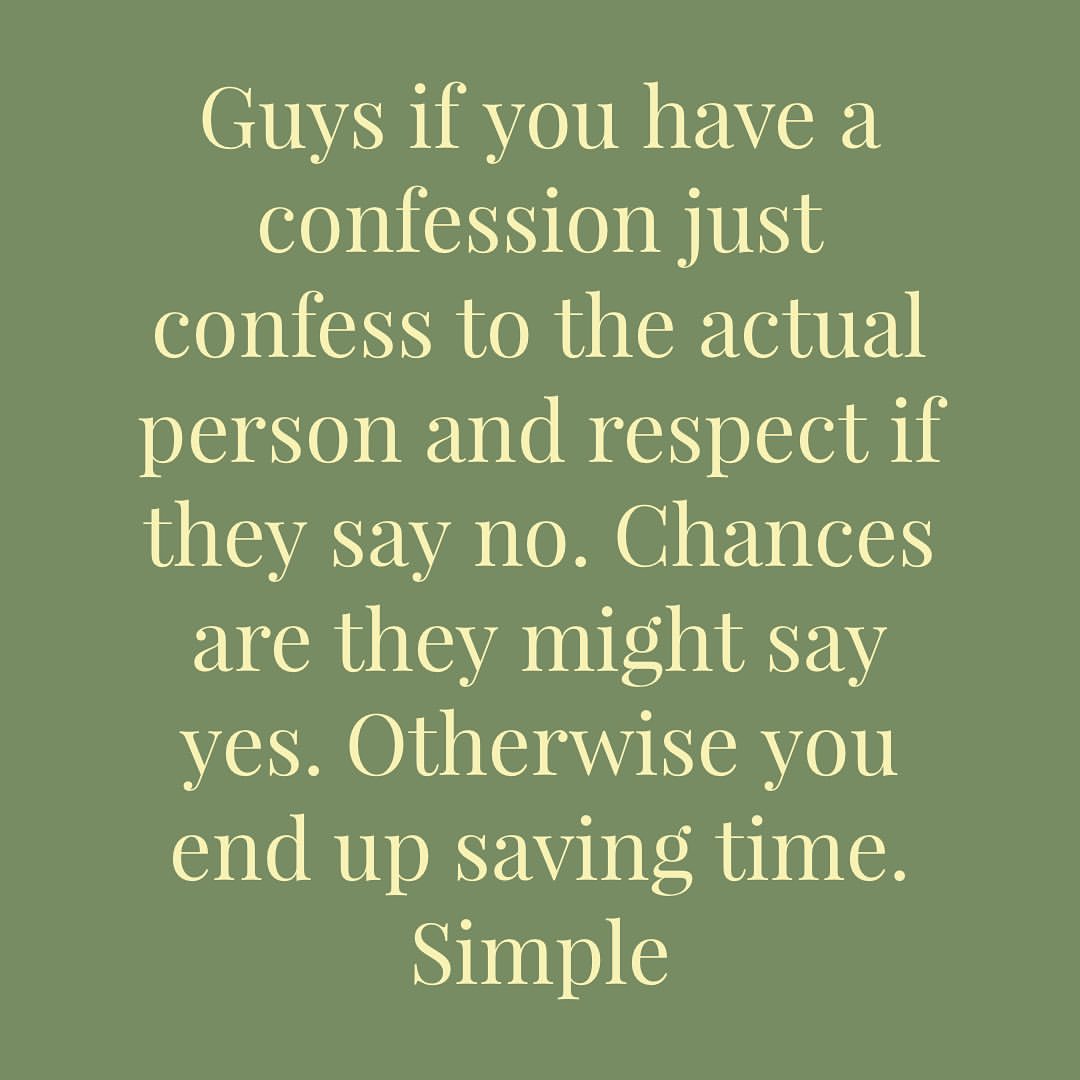 Guys if you have a
confession just
confess to the actual
person and respect if
they say no. Chances
are they might say
yes. Otherwise you
end up saving time.
Simple